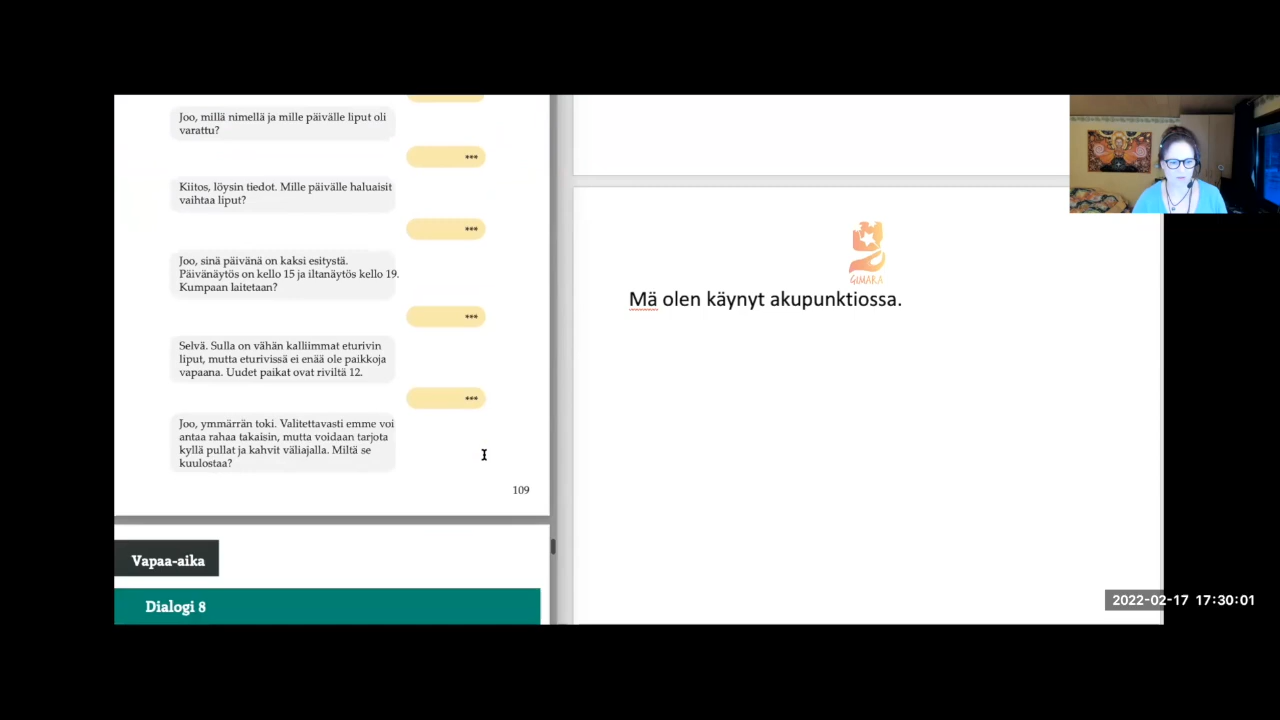 Joo, millä nimellä ja mille päivälle liput oli
varattu?
***
Kiitos, löysin tiedot. Mille päivälle haluaisit
vaihtaa liput?
***
Joo, sinä päivänä on kaksi esitystä.
Päivänäytös on kello 15 ja iltanäytös kello 19.
Kumpaan laitetaan?
***
Selvä. Sulla on vähän kalliimmat eturivin
liput, mutta eturivissä ei enää ole paikkoja
vapaana. Uudet paikat ovat riviltä 12.
***
Joo, ymmärrän toki. Valitettavasti emme voi
antaa rahaa takaisin, mutta voidaan tarjota
kyllä pullat ja kahvit väliajalla. Miltä se
kuulostaa?
109
Vapaa-aika
Dialogi 8
GIMARA
Mä olen käynyt akupunktiossa.
2022-02-17 17:30:01